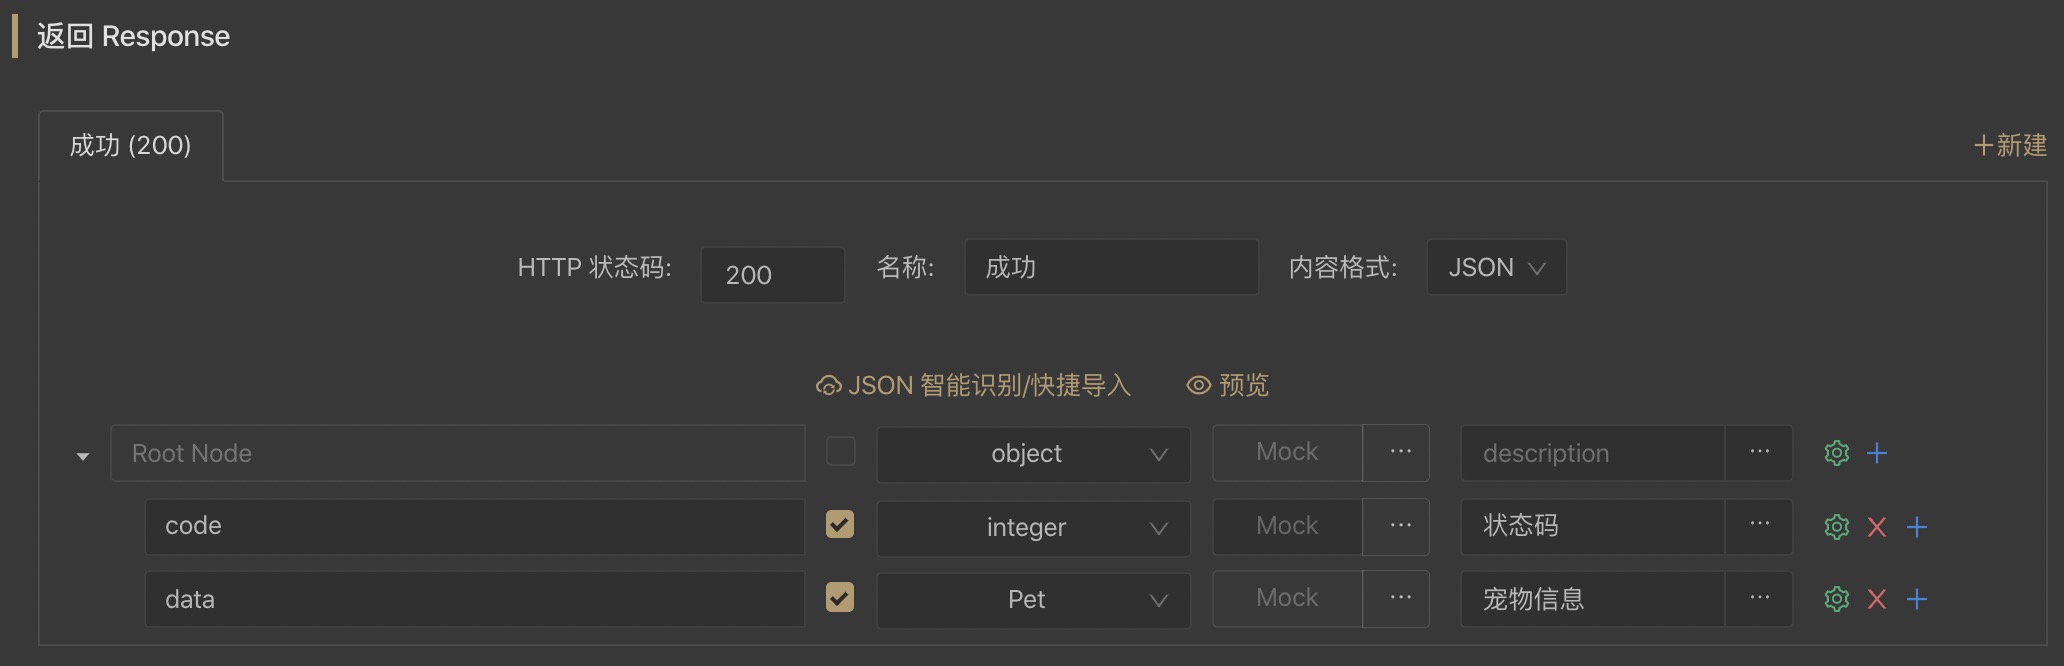 返回 Response
成功 (200)
+新建
HTTP 状态码: 200 名称: 成功 内容格式: JSON
JSON 智能识别/快捷导入 预览
Root Node object Mock ... description ...
code integer Mock ... 状态码 ...
data Pet Mock ... 宠物信息 ...